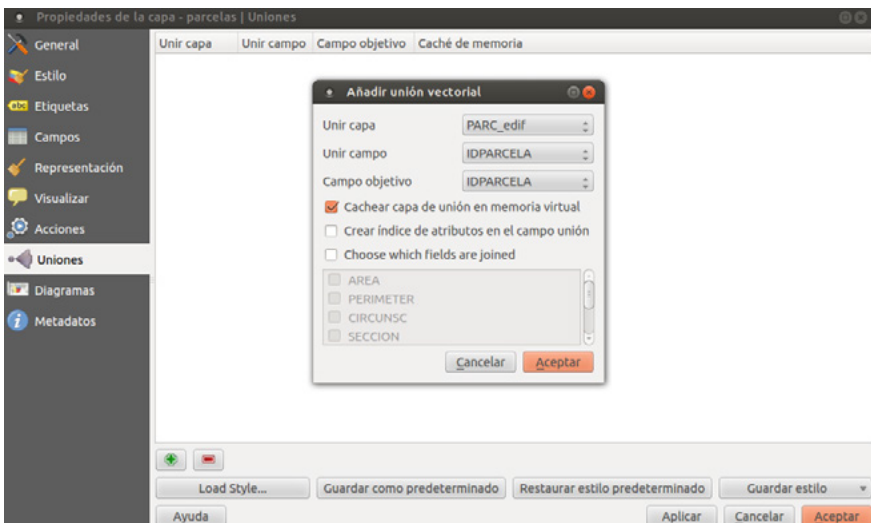 Propiedades de la capa - parcelas | Uniones
General
Estilo
abc Etiquetas
Campos
Representación
Visualizar
Acciones
Uniones
Diagramas
Metadatos
Unir capa Unir campo Campo objetivo Caché de memoria
Añadir unión vectorial
Unir capa PARC_edif
Unir campo IDPARCELA
Campo objetivo IDPARCELA
Cachear capa de unión en memoria virtual
Crear índice de atributos en el campo unión
Choose which fields are joined
AREA
PERIMETER
CIRCUNSC
SECCION
Cancelar Aceptar
Load Style... Guardar como predeterminado Restaurar estilo predeterminado Guardar estilo
Ayuda Aplicar Cancelar Aceptar